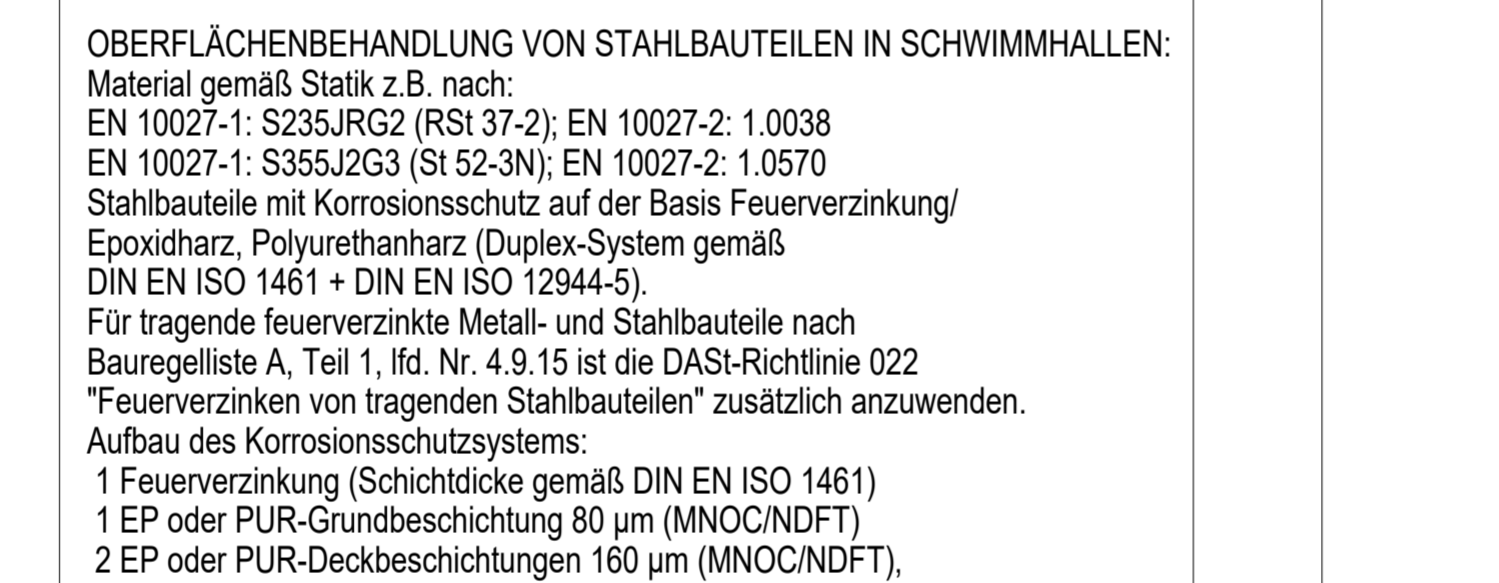 OBERFLÄCHENBEHANDLUNG VON STAHLBAUTEILEN IN SCHWIMMHALLEN:
Material gemäß Statik z.B. nach:
EN 10027-1: S235JRG2 (RSt 37-2); EN 10027-2: 1.0038
EN 10027-1: S355J2G3 (St 52-3N); EN 10027-2: 1.0570
Stahlbauteile mit Korrosionsschutz auf der Basis Feuerverzinkung/
Epoxidharz, Polyurethanharz (Duplex-System gemäß
DIN EN ISO 1461 + DIN EN ISO 12944-5).
Für tragende feuerverzinkte Metall- und Stahlbauteile nach
Bauregelliste A, Teil 1, lfd. Nr. 4.9.15 ist die DASt-Richtlinie 022
"Feuerverzinken von tragenden Stahlbauteilen" zusätzlich anzuwenden.
Aufbau des Korrosionsschutzsystems:
1 Feuerverzinkung (Schichtdicke gemäß DIN EN ISO 1461)
1 EP oder PUR-Grundbeschichtung 80 µm (MNOC/NDFT)
2 EP oder PUR-Deckbeschichtungen 160 µm (MNOC/NDFT),